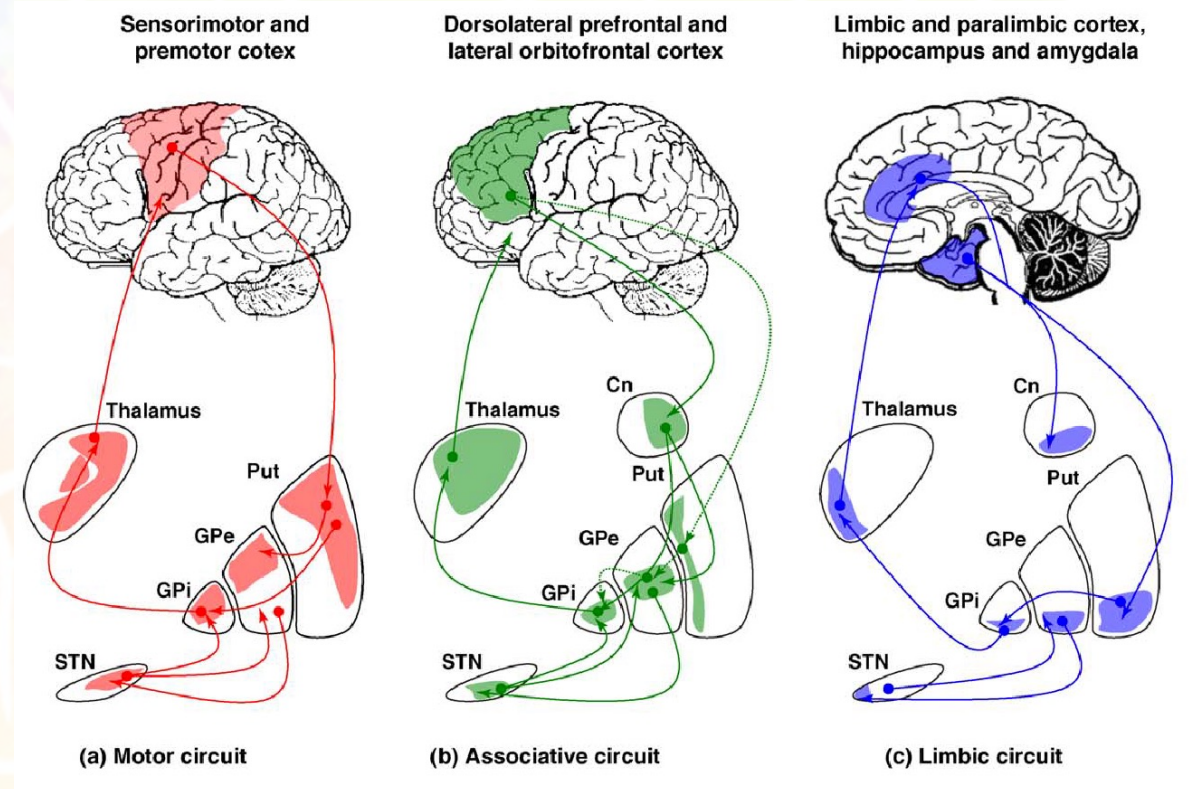 Sensorimotor and
premotor cotex
Dorsolateral prefrontal and
lateral orbitofrontal cortex
Limbic and paralimbic cortex,
hippocampus and amygdala
Thalamus
Put
GPe
GPi
STN
(a) Motor circuit
Cn
Thalamus
Put
GPe
GPi
STN
(b) Associative circuit
Cn
Thalamus
Put
GPe
GPi
STN
(c) Limbic circuit